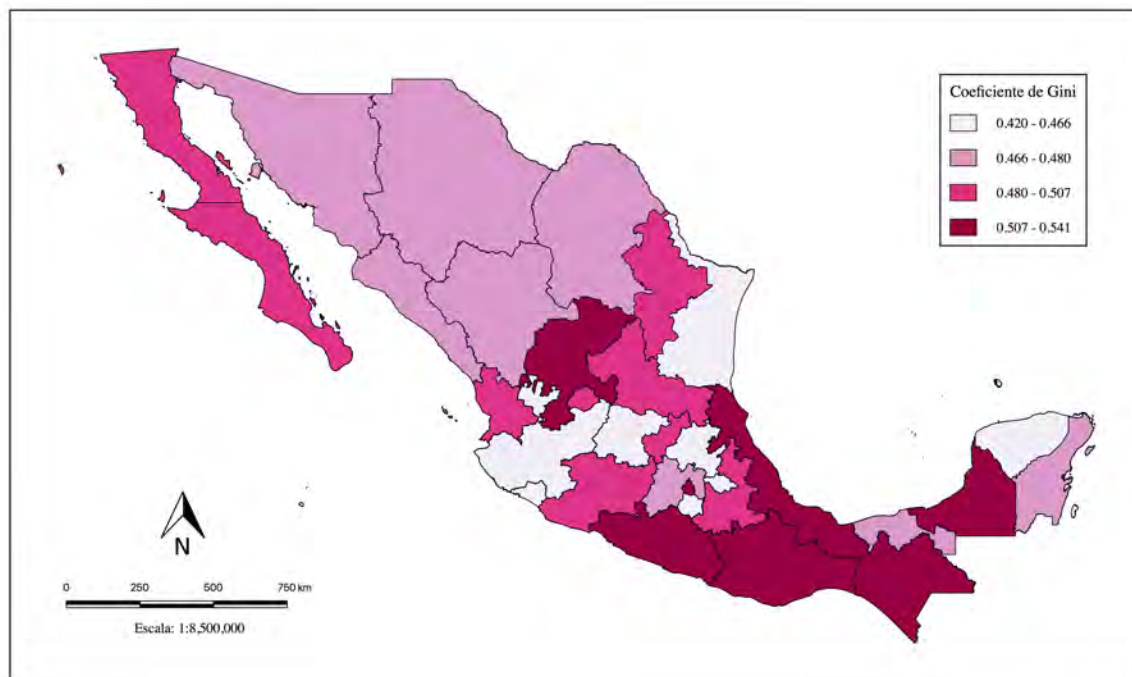 Coeficiente de Gini
0.420 - 0.466
0.466 - 0.480
0.480 - 0.507
0.507 - 0.541
N
0 250 500 750 km
Escala: 1:8,500,000